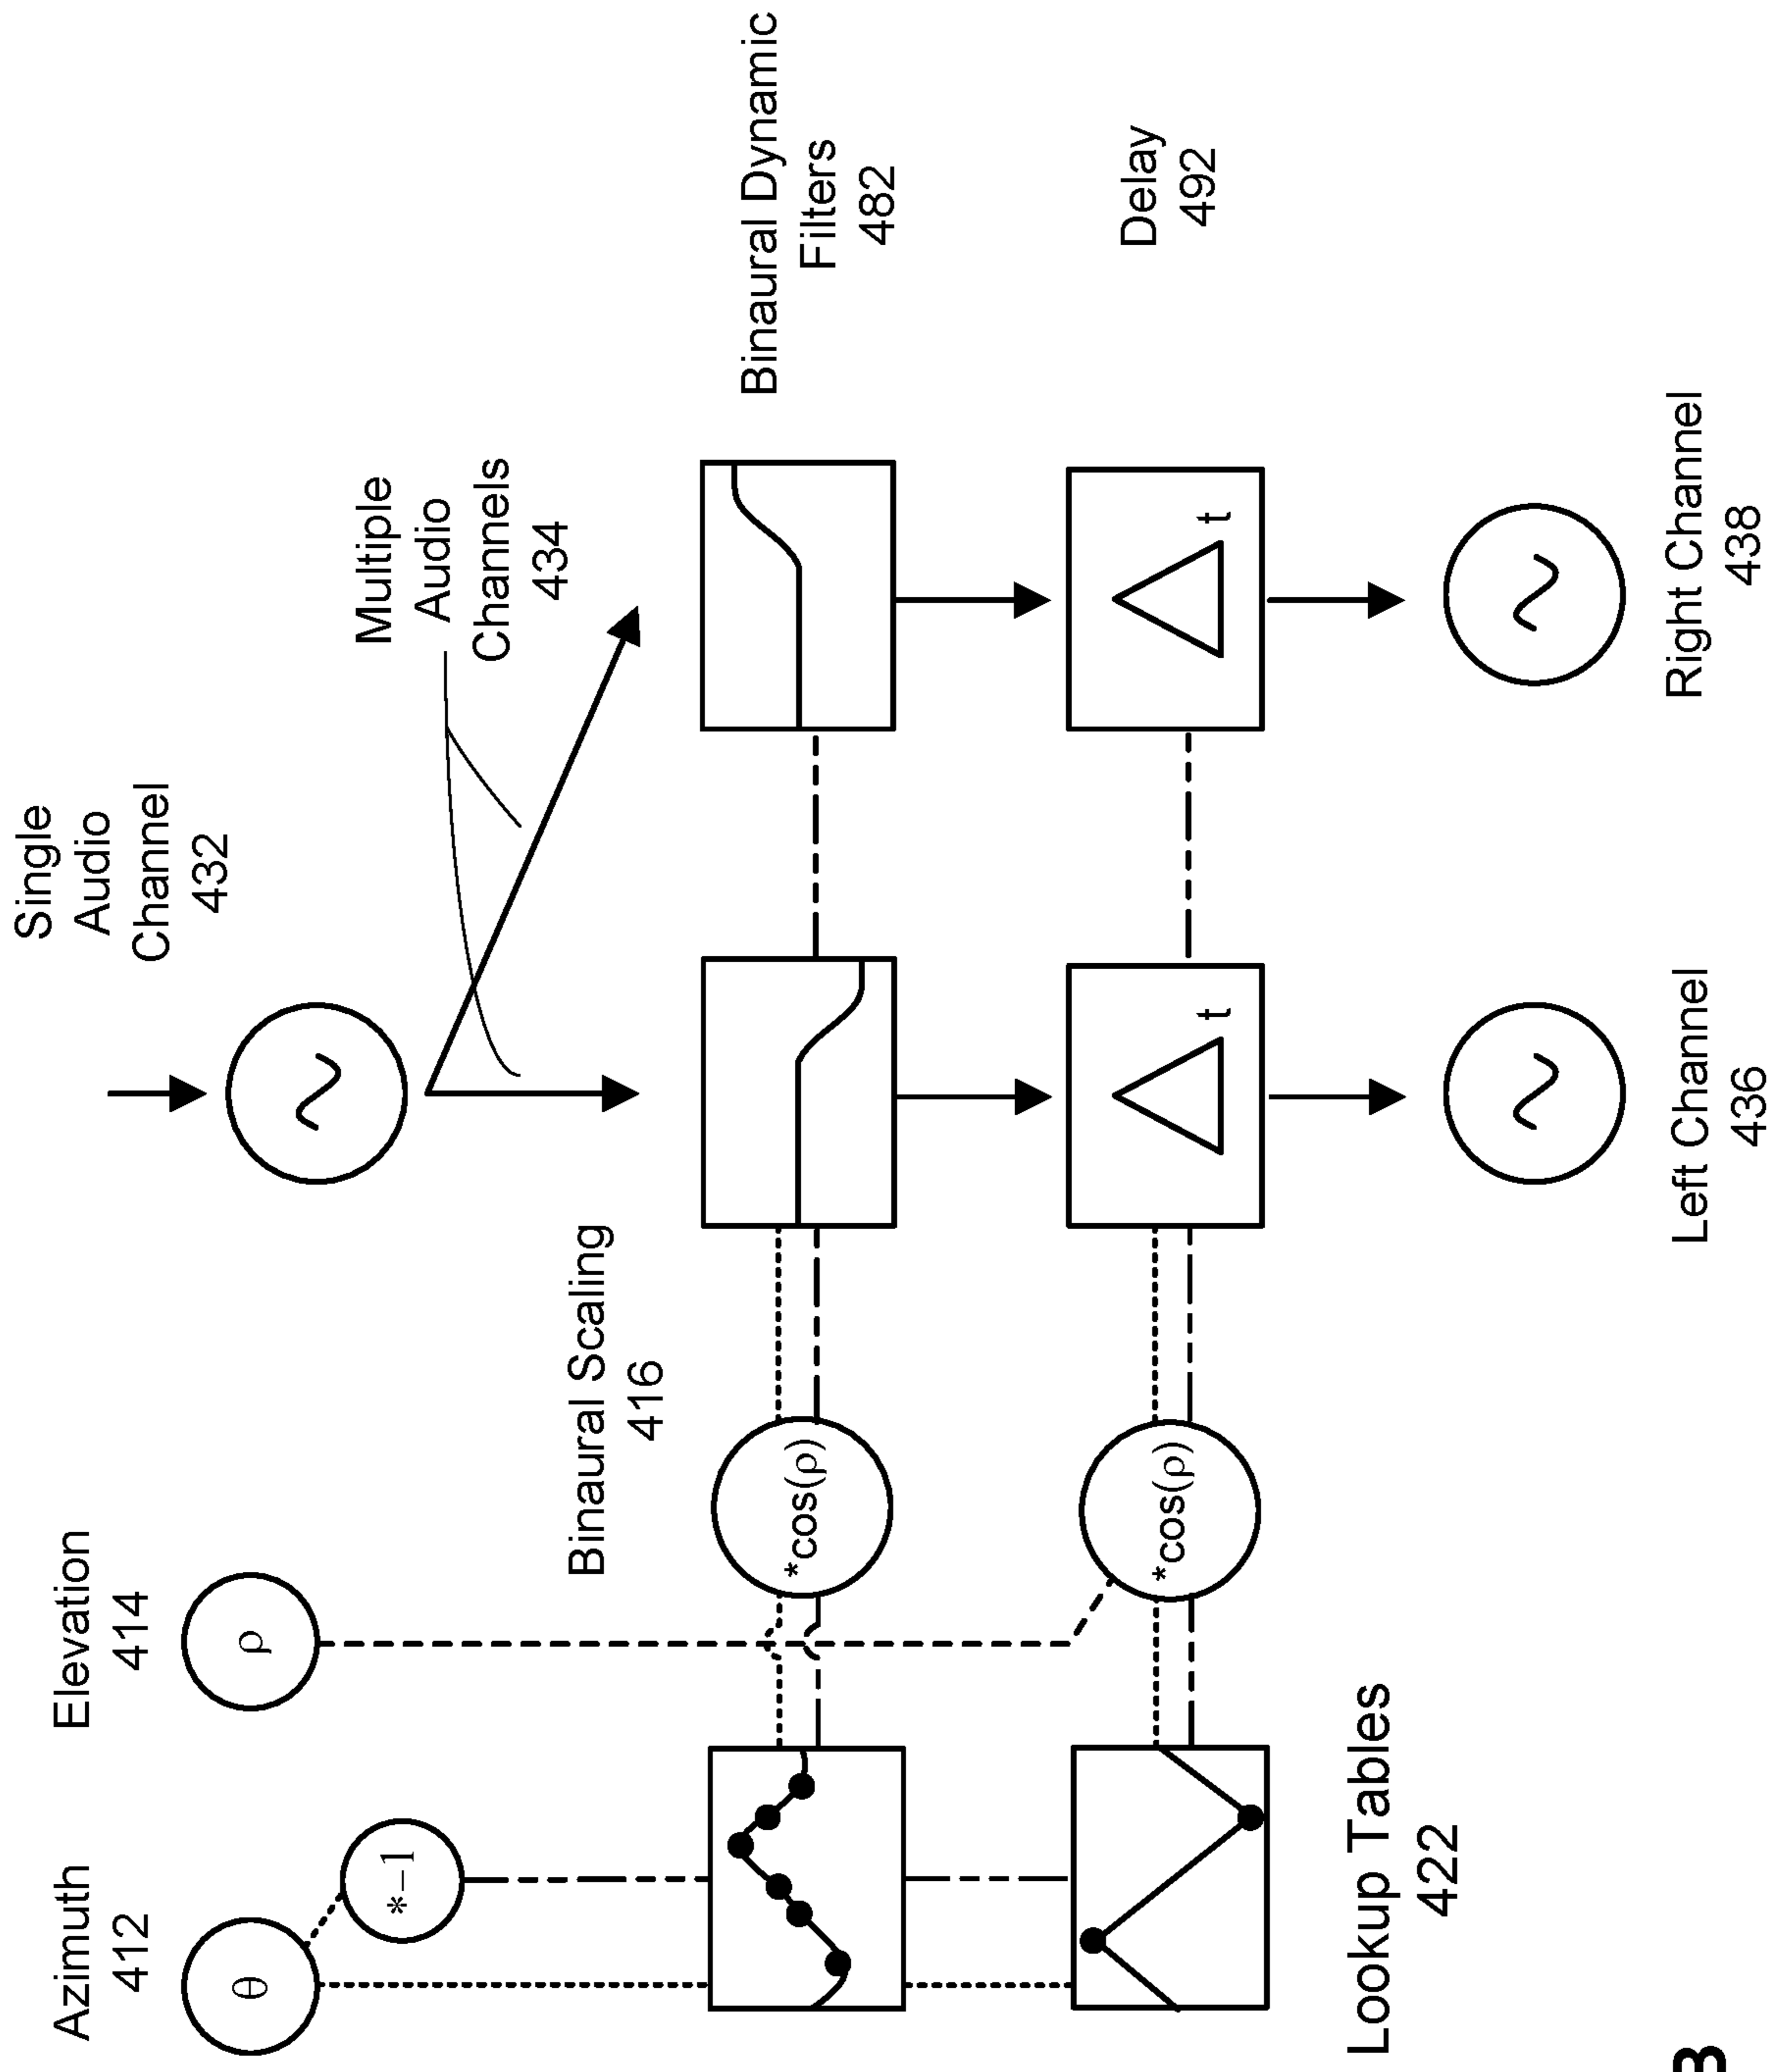 Azimuth
412
Elevation
414
Single
Audio
Channel
432
θ
ρ
*−1
Multiple
Audio
Channels
434
Binaural Scaling
416
*cos(ρ)
Binaural Dynamic
Filters
482
*cos(ρ)
t
t
Delay
492
Lookup Tables
422
Left Channel
436
Right Channel
438
B